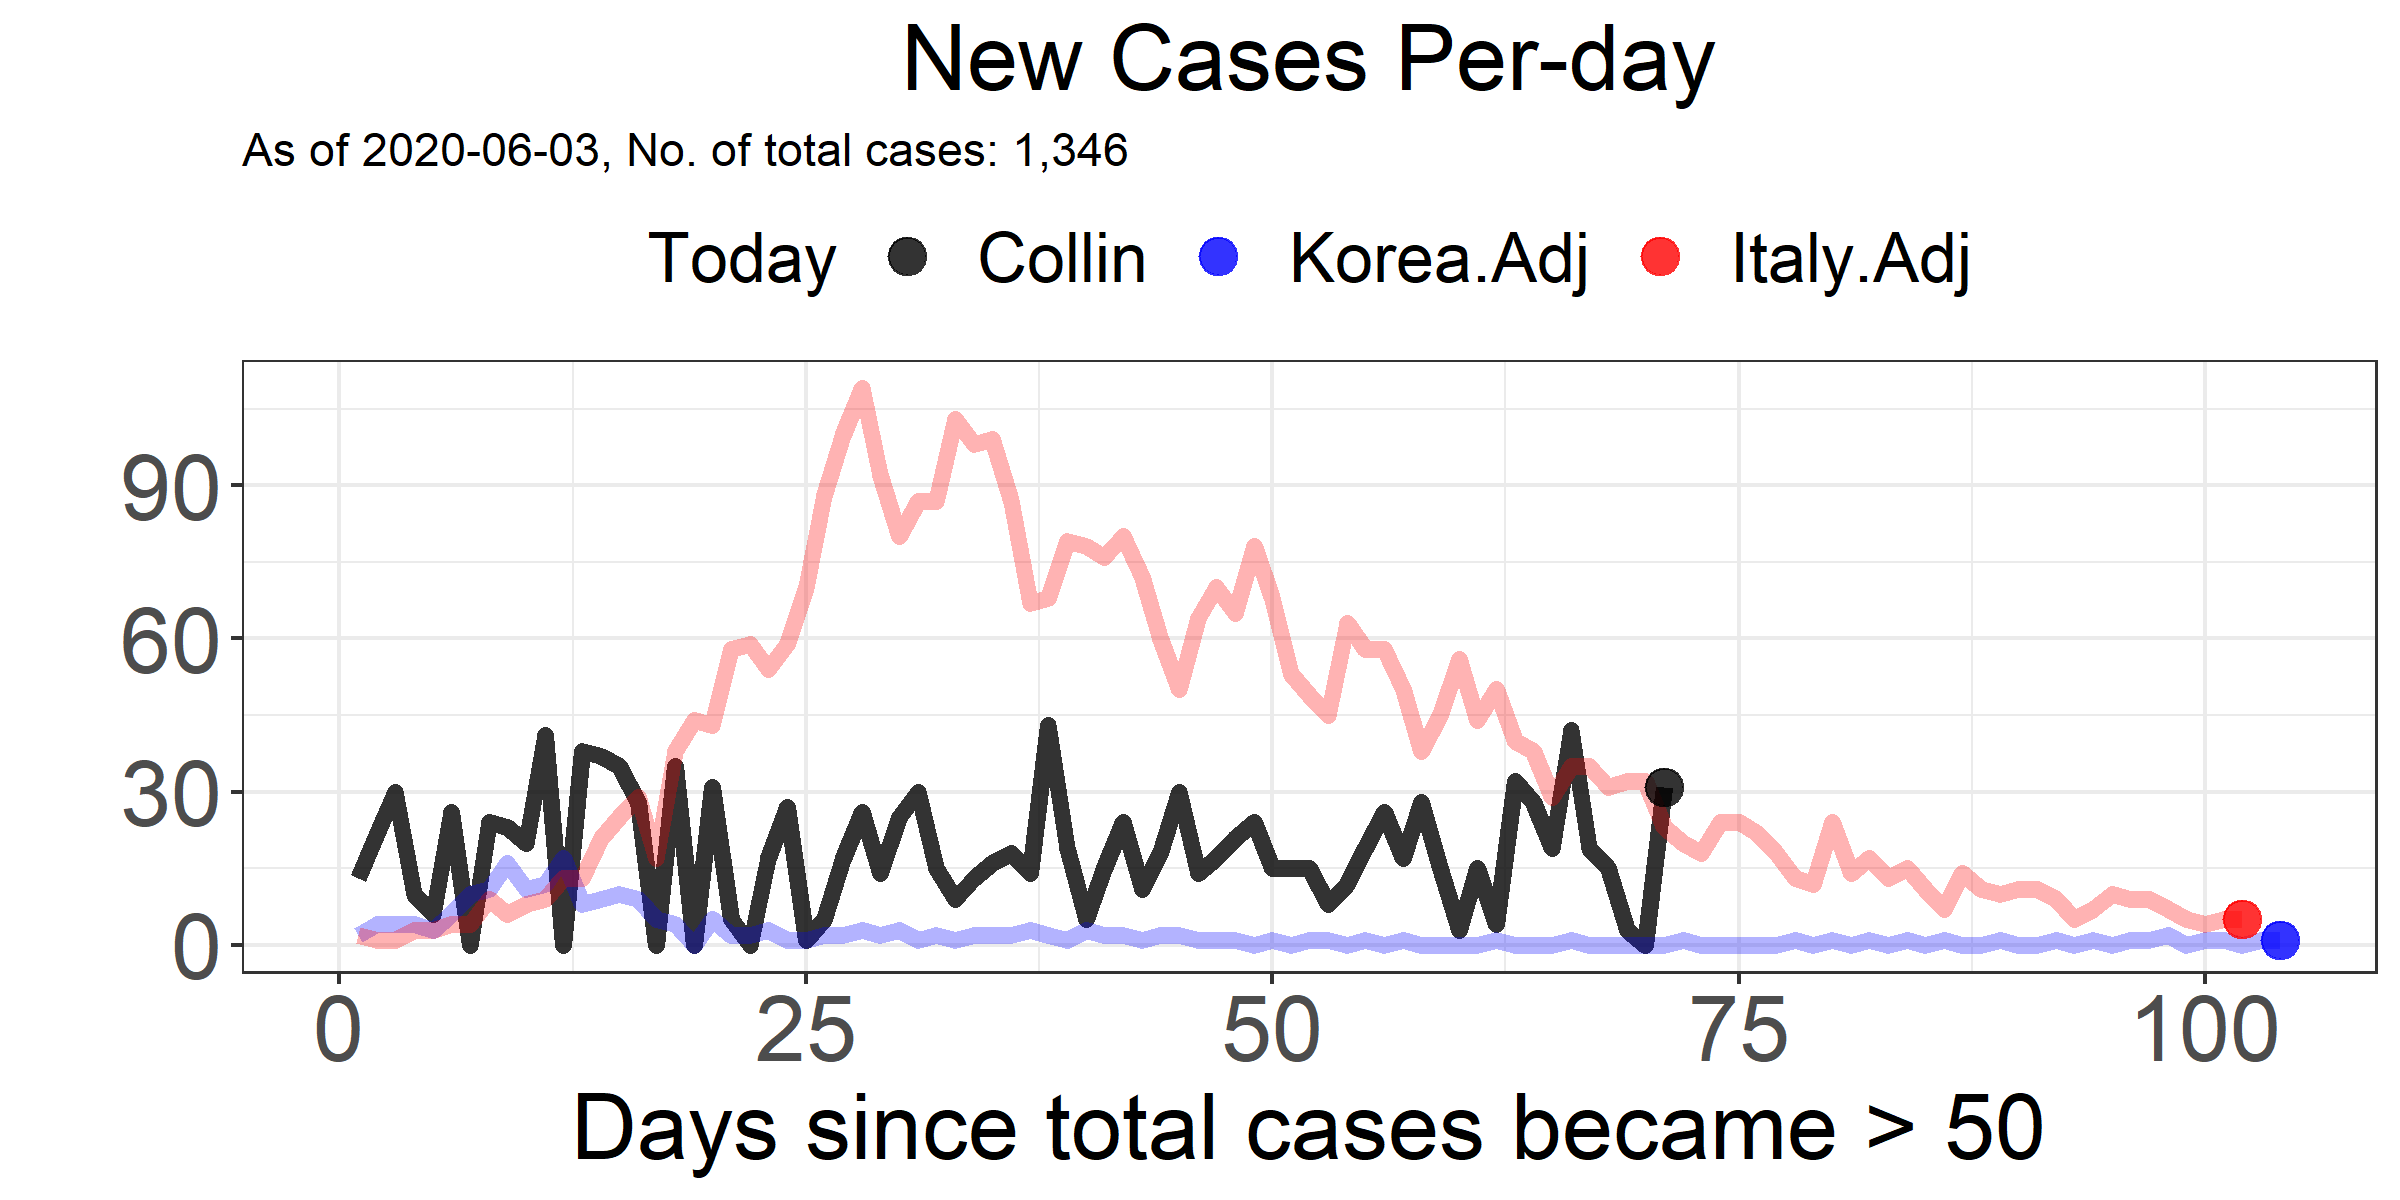 New Cases Per-day
As of 2020-06-03, No. of total cases: 1,346
Today Collin Korea.Adj Italy.Adj
90
60
30
0
0 25 50 75 100
Days since total cases became > 50